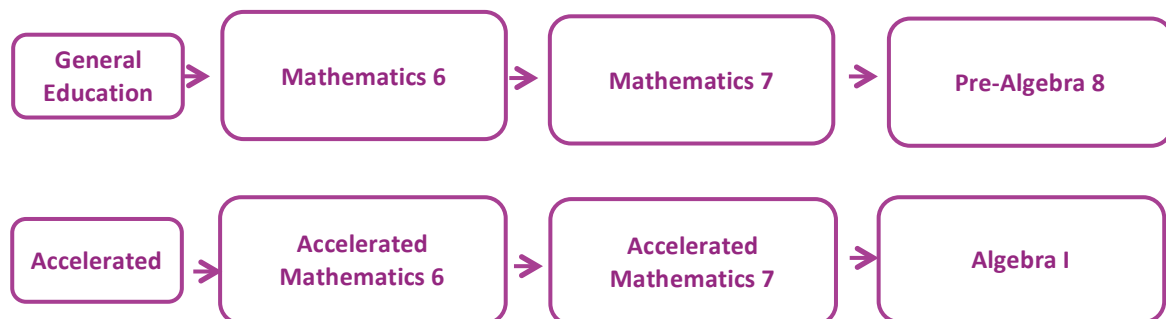 General
Education
Mathematics 6
Mathematics 7
Pre-Algebra 8
Accelerated
Accelerated
Mathematics 6
Accelerated
Mathematics 7
Algebra I